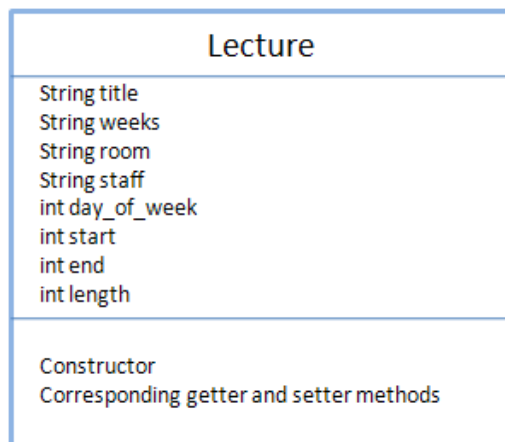 Lecture
String title
String weeks
String room
String staff
int day_of_week
int start
int end
int length
Constructor
Corresponding getter and setter methods